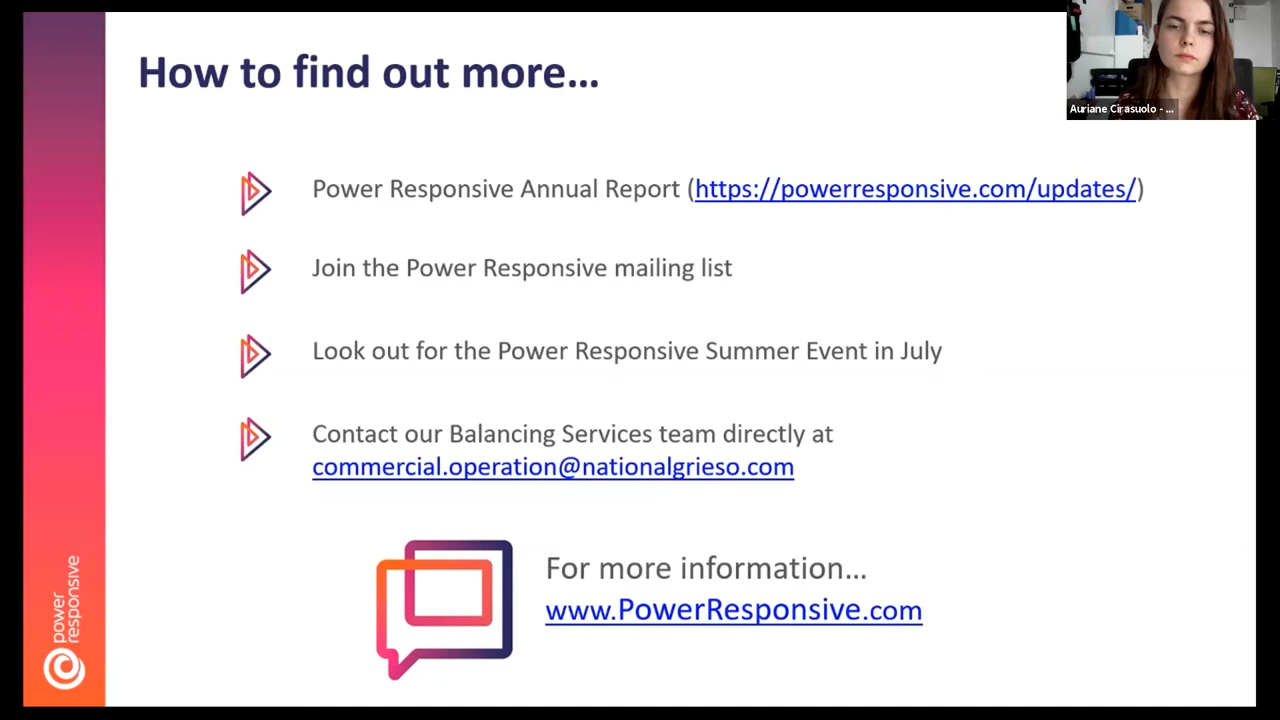 How to find out more...
Auriane Cirasuolo - ...
Power Responsive Annual Report (https://powerresponsive.com/updates/)
Join the Power Responsive mailing list
Look out for the Power Responsive Summer Event in July
Contact our Balancing Services team directly at
commercial.operation@nationalgrieso.com
For more information...
www.PowerResponsive.com
power
responsive